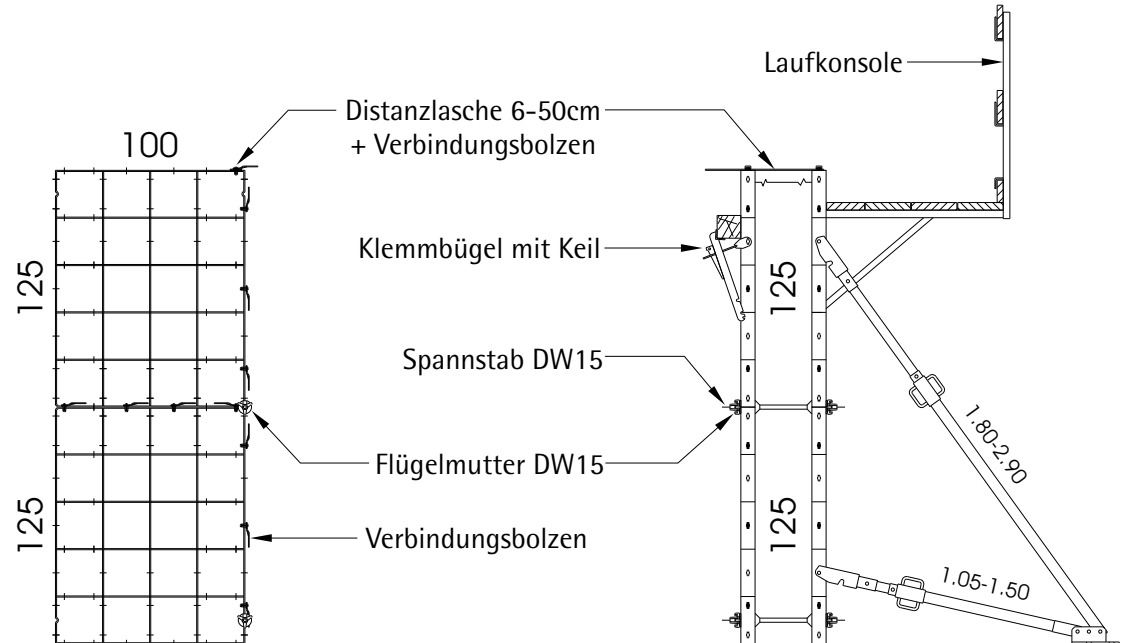 Laufkonsole
Distanzlasche 6-50cm
+ Verbindungsbolzen
100
Klemmbügel mit Keil
125
125
Spannstab DW15
1.80-2.90
Flügelmutter DW15
125
125
Verbindungsbolzen
1.05-1.50